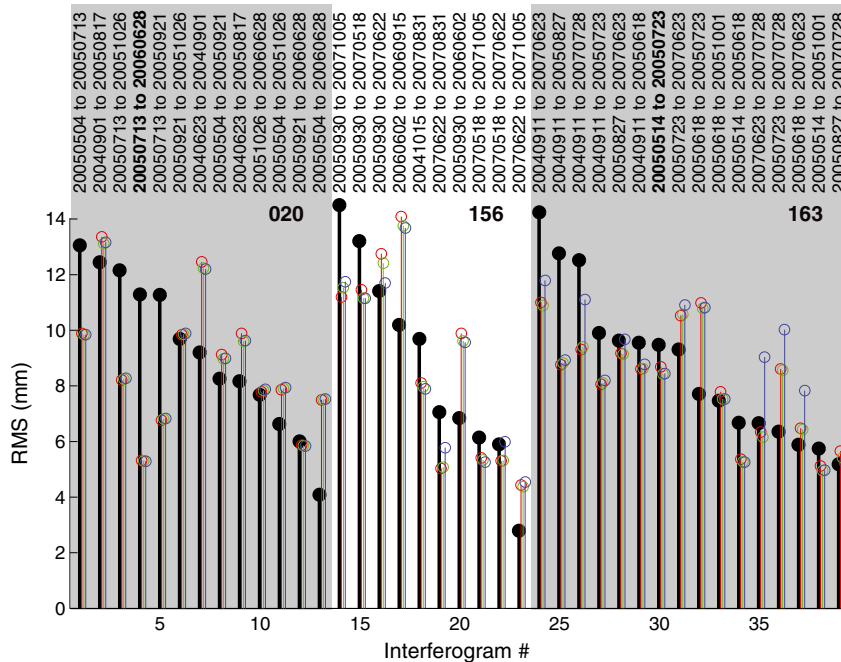 20050504 to 20050713
20040901 to 20050817
20050713 to 20051026
20050713 to 20060628
20050713 to 20050921
20050921 to 20051026
20040623 to 20040901
20050504 to 20050921
20040623 to 20050817
20051026 to 20060628
20050504 to 20051026
20050921 to 20060628
20050504 to 20060628
20050930 to 20071005
20050930 to 20070518
20050930 to 20070622
20060602 to 20060915
20041015 to 20070831
20070622 to 20070831
20050930 to 20060602
20070518 to 20071005
20070518 to 20070622
20070622 to 20071005
20040911 to 20070623
20040911 to 20050827
20040911 to 20070728
20040911 to 20050723
20050827 to 20070623
20040911 to 20050618
20050514 to 20050723
20050723 to 20070623
20050618 to 20050723
20050618 to 20051001
20050514 to 20050618
20070623 to 20070728
20050723 to 20070728
20050618 to 20070623
20050514 to 20051001
20050827 to 20070728
020
156
163
14
12
10
8
6
4
2
0
RMS (mm)
5
10
15
20
25
30
35
Interferogram #